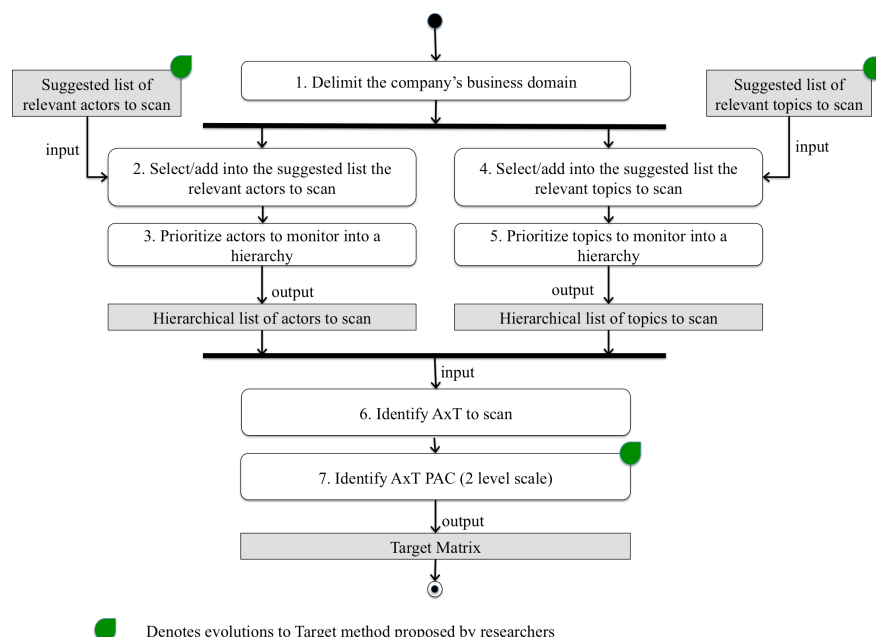 1. Delimit the company's business domain
Suggested list of
relevant actors to scan
Suggested list of
relevant topics to scan
input
input
2. Select/add into the suggested list the
relevant actors to scan
4. Select/add into the suggested list the
relevant topics to scan
3. Prioritize actors to monitor into a
hierarchy
5. Prioritize topics to monitor into a
hierarchy
output
output
Hierarchical list of actors to scan
Hierarchical list of topics to scan
input
6. Identify AxT to scan
7. Identify AxT PAC (2 level scale)
output
Target Matrix
Denotes evolutions to Target method proposed by researchers